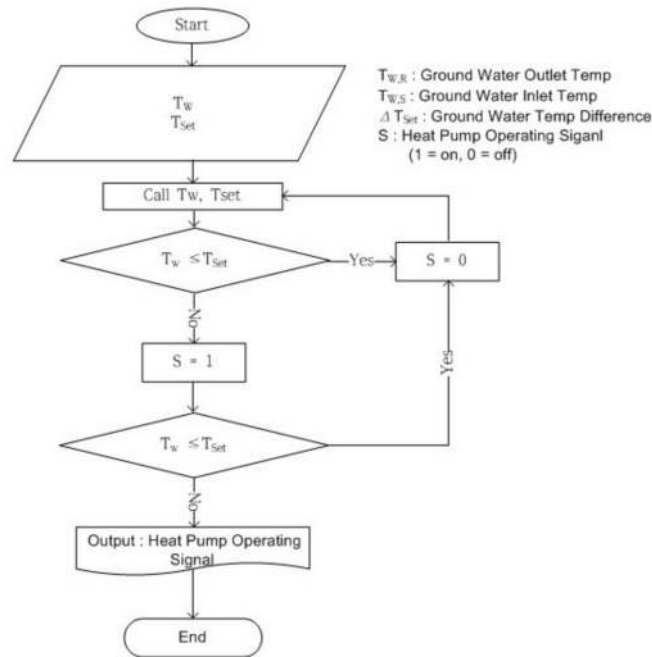 Start
T_W
T_Set
T_W,R : Ground Water Outlet Temp
T_W,S : Ground Water Inlet Temp
Δ T_Set : Ground Water Temp Difference
S : Heat Pump Operating Siganl
(1 = on, 0 = off)
Call Tw, Tset
T_w ≤ T_Set
Yes
S = 0
No
S = 1
Yes
T_w ≤ T_Set
No
Output : Heat Pump Operating
Signal
End